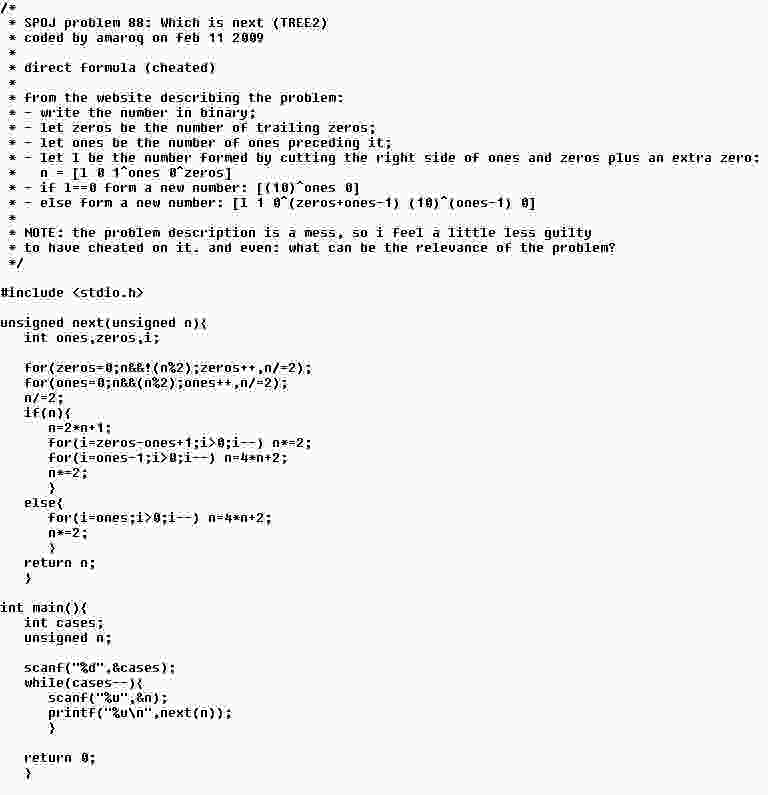 /*
 * SPOJ problem 88: Which is next (TREE2)
 * coded by amaroq on feb 11 2009
 *
 * direct formula (cheated)
 *
 * from the website describing the problem:
 * - write the number in binary;
 * - let zeros be the number of trailing zeros;
 * - let ones be the number of ones preceding it;
 * - let l be the number formed by cutting the right side of ones and zeros plus an extra zero:
 *   n = [l 0 1^ones 0^zeros]
 * - if l==0 form a new number: [(10)^ones 0]
 * - else form a new number: [l 1 0^(zeros+ones-1) (10)^(ones-1) 0]
 *
 * NOTE: the problem description is a mess, so i feel a little less guilty
 * to have cheated on it. and even: what can be the relevance of the problem?
 */

#include <stdio.h>

unsigned next(unsigned n){
   int ones,zeros,i;

   for(zeros=0;n&&!(n%2);zeros++,n/=2);
   for(ones=0;n&&(n%2);ones++,n/=2);
   n/=2;
   if(n){
      n=2*n+1;
      for(i=zeros-ones+1;i>0;i--) n*=2;
      for(i=ones-1;i>0;i--) n=4*n+2;
      n*=2;
      }
   else{
      for(i=ones;i>0;i--) n=4*n+2;
      n*=2;
      }
   return n;
   }

int main(){
   int cases;
   unsigned n;

   scanf("%d",&cases);
   while(cases--){
      scanf("%u",&n);
      printf("%u\n",next(n));
      }

   return 0;
   }